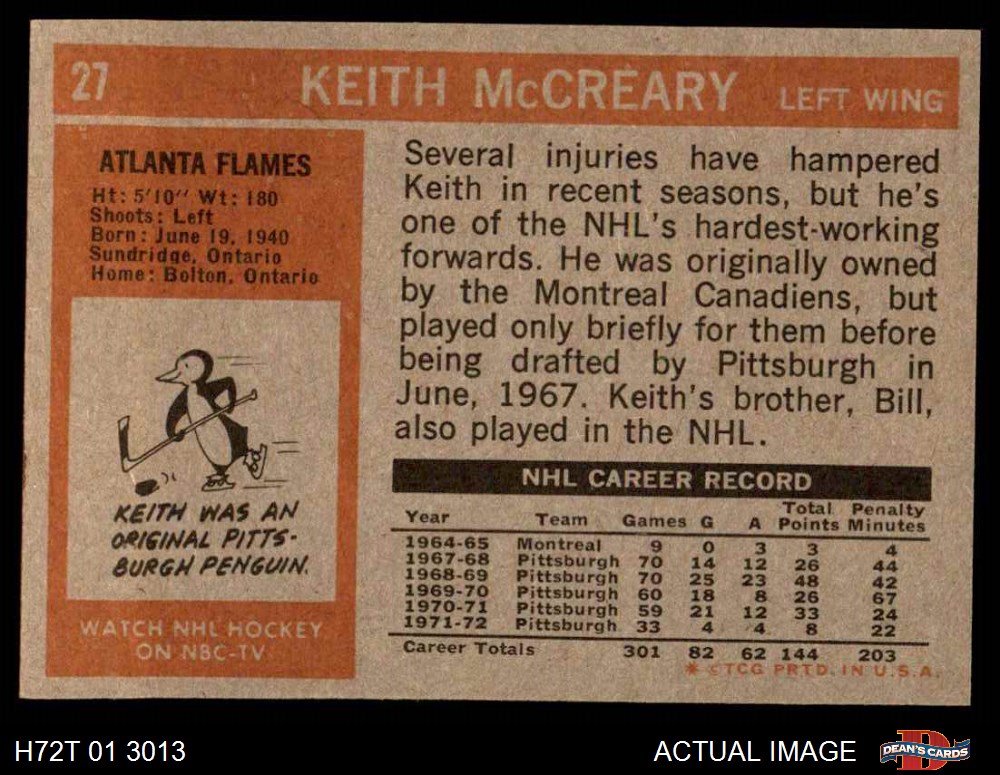 27 KEITH McCREARY LEFT WING
ATLANTA FLAMES
Ht: 5'10" Wt: 180
Shoots: Left
Born: June 19, 1940
Sundridge, Ontario
Home: Bolton, Ontario
KEITH WAS AN
ORIGINAL PITTS-
BURGH PENGUIN.
WATCH NHL HOCKEY
ON NBC-TV
Several injuries have hampered
Keith in recent seasons, but he's
one of the NHL's hardest-working
forwards. He was originally owned
by the Montreal Canadiens, but
played only briefly for them before
being drafted by Pittsburgh in
June, 1967. Keith's brother, Bill,
also played in the NHL.
NHL CAREER RECORD
Year Team Games G A Total Points Penalty Minutes
1964-65 Montreal 9 0 3 3 4
1967-68 Pittsburgh 70 14 12 26 44
1968-69 Pittsburgh 70 25 23 48 42
1969-70 Pittsburgh 60 18 8 26 67
1970-71 Pittsburgh 59 21 12 33 24
1971-72 Pittsburgh 33 4 4 8 22
Career Totals 301 82 62 144 203
* © TCG PRTD. IN U.S.A.
H72T 01 3013 ACTUAL IMAGE DEAN'S CARDS